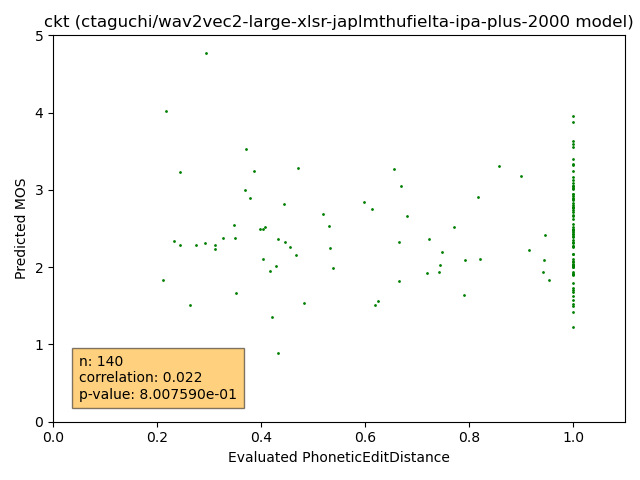 ckt (ctaguchi/wav2vec2-large-xlsr-japlmthufielta-ipa-plus-2000 model)
5
4
3
2
1
0
Predicted MOS
n: 140
correlation: 0.022
p-value: 8.007590e-01
0.0 0.2 0.4 0.6 0.8 1.0
Evaluated PhoneticEditDistance